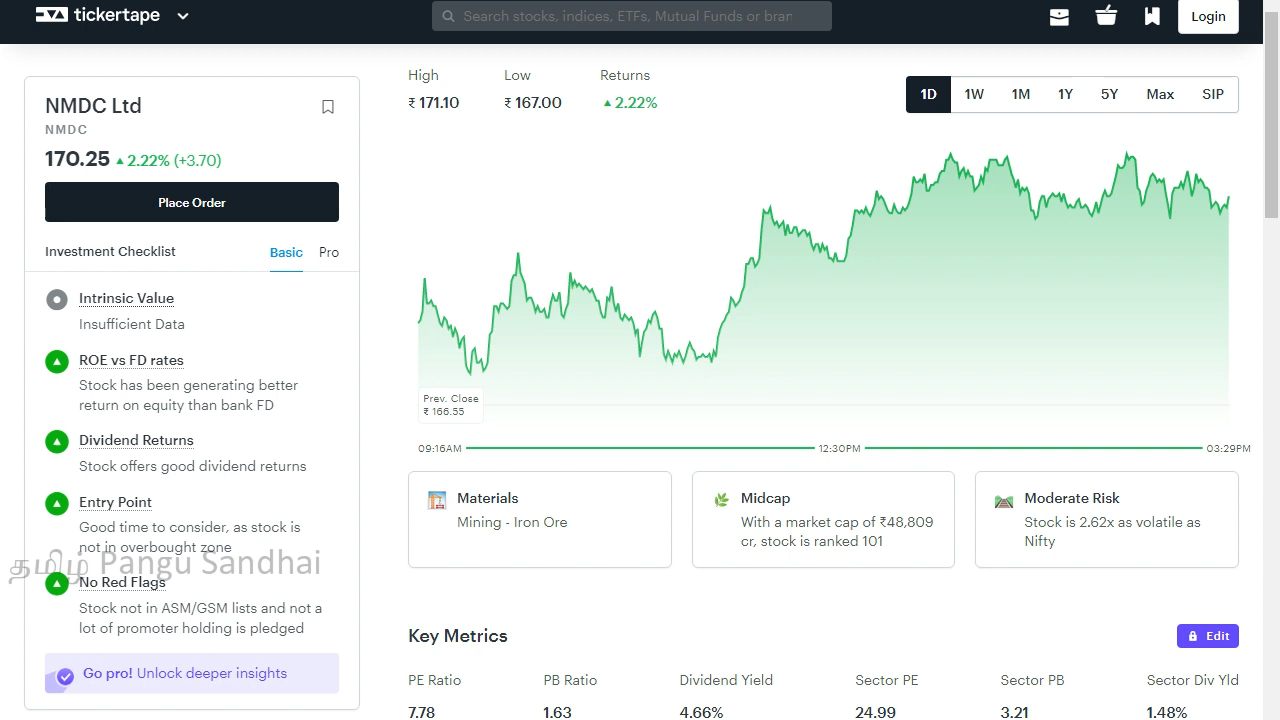 tickertape
Search stocks, indices, ETFs, Mutual Funds or bran
Login
NMDC Ltd
NMDC
170.25 ▲ 2.22% (+3.70)
Place Order
Investment Checklist
Basic
Pro
Intrinsic Value
Insufficient Data
ROE vs FD rates
Stock has been generating better
return on equity than bank FD
Dividend Returns
Stock offers good dividend returns
Entry Point
Good time to consider, as stock is
not in overbought zone
தமிழ் Pangu Sandhai
No Red Flags
Stock not in ASM/GSM lists and not a
lot of promoter holding is pledged
Go pro! Unlock deeper insights
High Low Returns
₹ 171.10 ₹ 167.00 ▲ 2.22%
1D 1W 1M 1Y 5Y Max SIP
Prev. Close
₹ 166.55
09:16AM 12:30PM 03:29PM
Materials
Mining - Iron Ore
Midcap
With a market cap of ₹48,809
cr, stock is ranked 101
Moderate Risk
Stock is 2.62x as volatile as
Nifty
Key Metrics
Edit
PE Ratio PB Ratio Dividend Yield Sector PE Sector PB Sector Div Yld
7.78 1.63 4.66% 24.99 3.21 1.48%